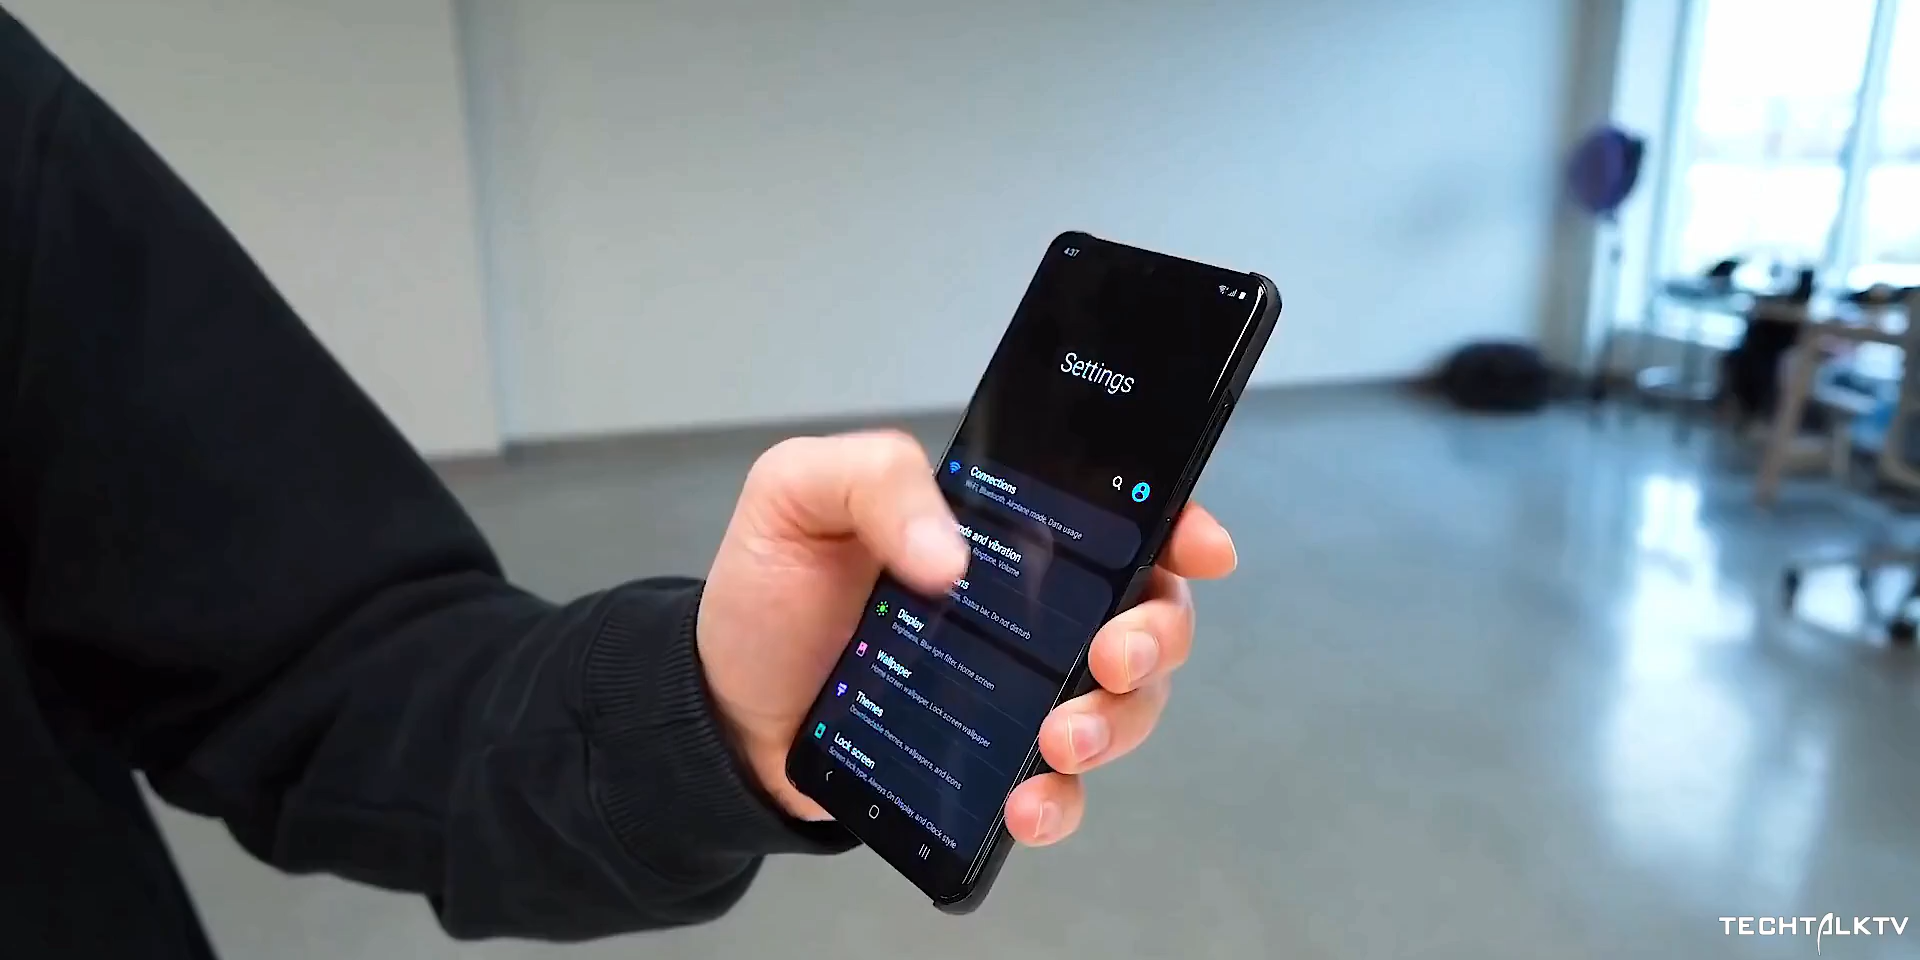 4:37
Settings
Connections
Wi-Fi, Bluetooth, Airplane mode, Data usage
nds and vibration
Ringtone, Volume
ons
Status bar, Do not disturb
Display
Brightness, Blue light filter, Home screen
Wallpaper
Home screen wallpaper, Lock screen wallpaper
Themes
Downloadable themes, wallpapers, and icons
Lock screen
Screen lock type, Always On Display, and Clock style
TECHTALKTV